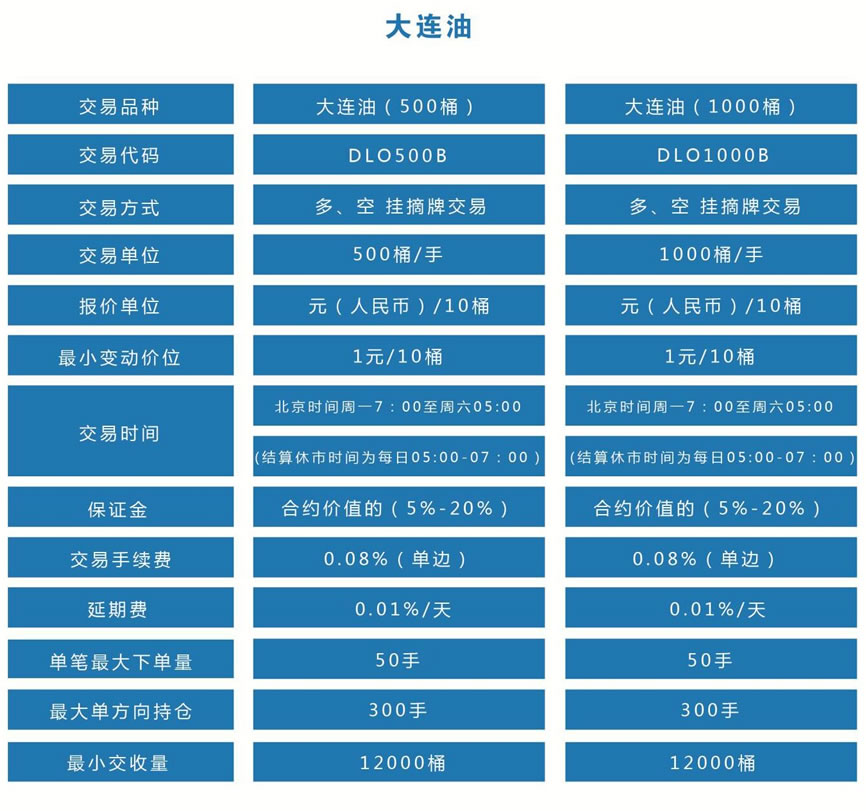 大连油
交易品种 大连油（500桶） 大连油（1000桶）
交易代码 DLO500B DLO1000B
交易方式 多、空 挂摘牌交易 多、空 挂摘牌交易
交易单位 500桶/手 1000桶/手
报价单位 元（人民币）/10桶 元（人民币）/10桶
最小变动价位 1元/10桶 1元/10桶
交易时间 北京时间周一7：00至周六05:00 北京时间周一7：00至周六05:00
(结算休市时间为每日05:00-07：00） (结算休市时间为每日05:00-07：00）
保证金 合约价值的（5%-20%） 合约价值的（5%-20%）
交易手续费 0.08%（单边） 0.08%（单边）
延期费 0.01%/天 0.01%/天
单笔最大下单量 50手 50手
最大单方向持仓 300手 300手
最小交收量 12000桶 12000桶